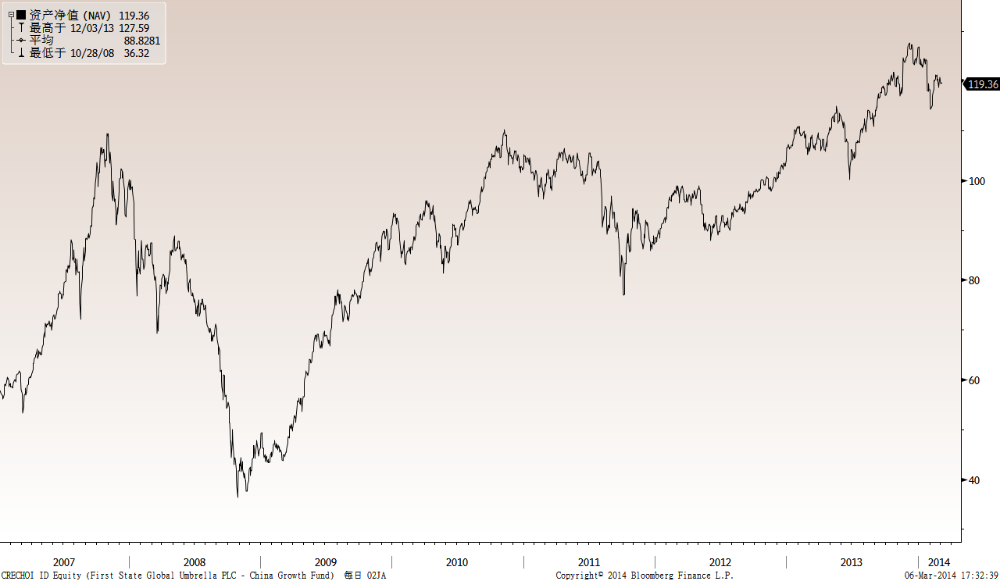 资产净值 (NAV) 119.36
最高于 12/03/13 127.59
平均 88.8281
最低于 10/28/08 36.32
119.36
100
80
60
40
2007 2008 2009 2010 2011 2012 2013 2014
CRECHOI ID Equity (First State Global Umbrella PLC - China Growth Fund) 每日 02JA Copyright© 2014 Bloomberg Finance L.P. 06-Mar-2014 17:32:39